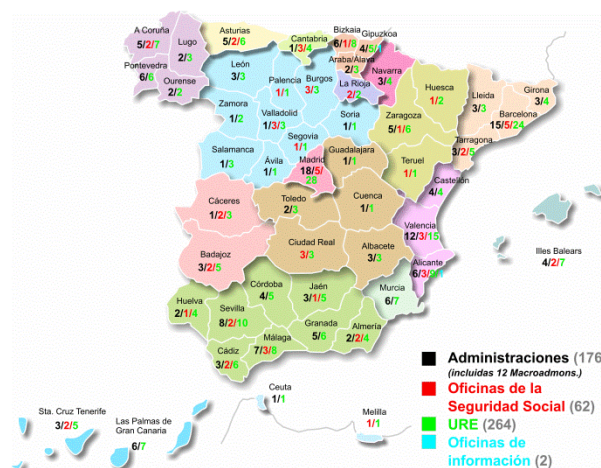 A Coruña
5/2/7
Lugo
2/3
Asturias
5/2/6
Cantabria
1/3/4
Bizkaia
6/1/8
Gipuzkoa
4/5/1
Araba/Álava
2/3
Navarra
3/4
Pontevedra
6/8
Ourense
2/2
León
3/3
Palencia
1/1
Burgos
3/3
La Rioja
2/2
Huesca
1/2
Lleida
3/3
Girona
3/4
Barcelona
15/5/24
Zamora
1/2
Valladolid
1/3/3
Soria
1/1
Zaragoza
5/1/6
Tarragona
3/2/5
Segovia
1/1
Salamanca
1/3
Ávila
1/1
Madrid
18/5/
28
Guadalajara
1/1
Teruel
1/1
Castellón
4/4
Cáceres
1/2/3
Toledo
2/3
Cuenca
1/1
Valencia
12/3/15
Illes Balears
4/2/7
Badajoz
3/2/5
Ciudad Real
3/3
Albacete
3/3
Alicante
6/3/
Murcia
6/7
Huelva
2/1/4
Sevilla
8/2/10
Córdoba
4/5
Jaén
3/1/5
Granada
5/6
Almería
2/2/4
Cádiz
3/2/6
Málaga
7/3/8
Ceuta
1/1
Melilla
1/1
Sta. Cruz Tenerife
3/2/5
Las Palmas de
Gran Canaria
6/7
Administraciones (176
(incluidas 12 Macroadmons.)
Oficinas de la
Seguridad Social (62)
URE (264)
Oficinas de
información (2)